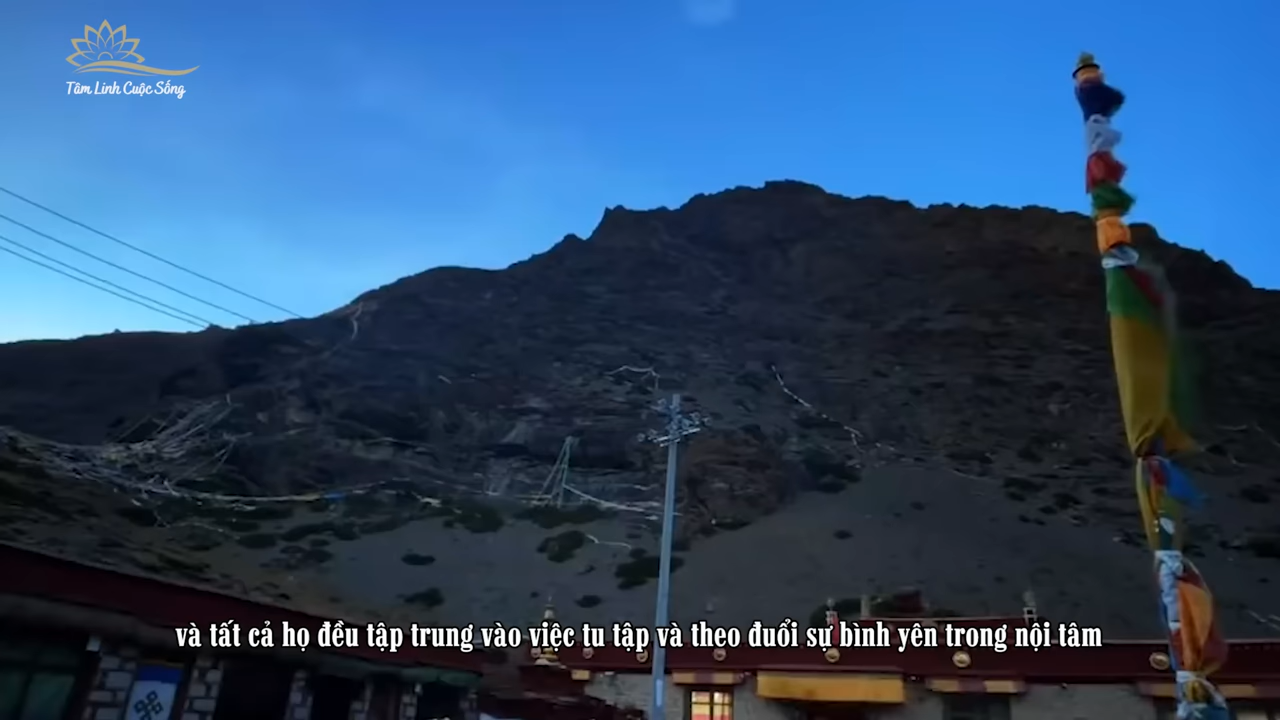 Tâm Linh Cuộc Sống
và tất cả họ đều tập trung vào việc tu tập và theo đuổi sự bình yên trong nội tâm